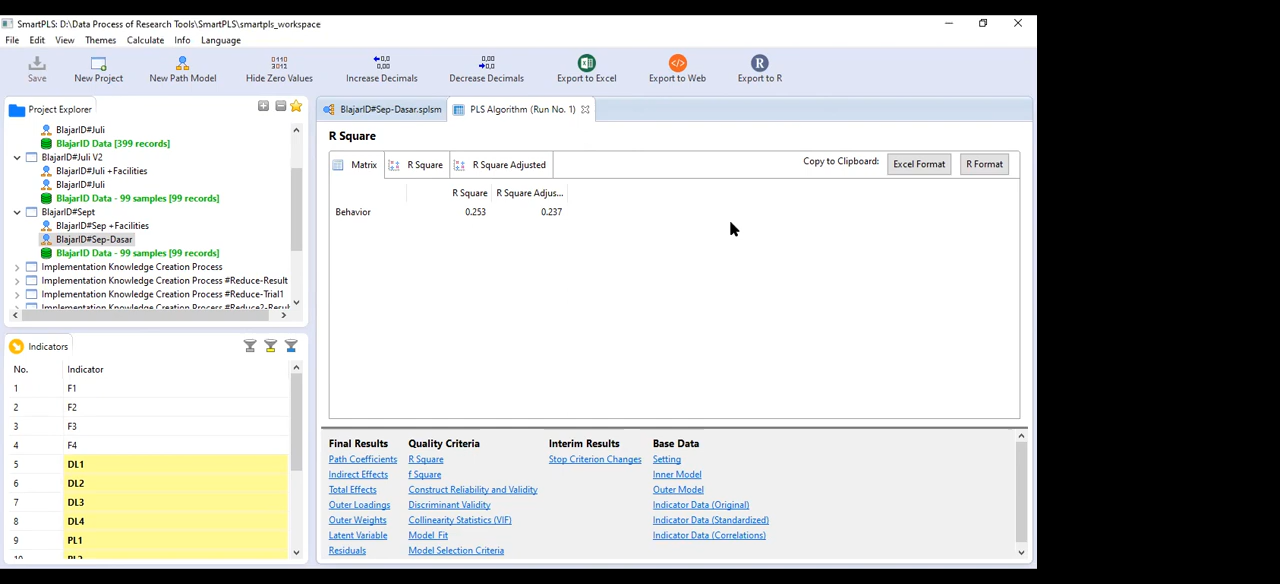 SmartPLS: D:\Data Process of Research Tools\SmartPLS\smartpls_workspace
File Edit View Themes Calculate Info Language
Save New Project New Path Model Hide Zero Values Increase Decimals Decrease Decimals Export to Excel Export to Web Export to R
Project Explorer
BlajarID#Juli
BlajarID Data [399 records]
BlajarID#Juli V2
BlajarID#Juli +Facilities
BlajarID#Juli
BlajarID Data - 99 samples [99 records]
BlajarID#Sept
BlajarID#Sep +Facilities
BlajarID#Sep-Dasar
BlajarID Data - 99 samples [99 records]
Implementation Knowledge Creation Process
Implementation Knowledge Creation Process #Reduce-Result
Implementation Knowledge Creation Process #Reduce-Trial1
Implementation Knowledge Creation Process #Reduce2-Resul
Indicators
No. Indicator
1 F1
2 F2
3 F3
4 F4
5 DL1
6 DL2
7 DL3
8 DL4
9 PL1
10 PL2
BlajarID#Sep-Dasar.splsm PLS Algorithm (Run No. 1)
R Square
Matrix R Square R Square Adjusted Copy to Clipboard: Excel Format R Format
R Square R Square Adjus...
Behavior 0.253 0.237
Final Results Quality Criteria Interim Results Base Data
Path Coefficients R Square Stop Criterion Changes Setting
Indirect Effects f Square Inner Model
Total Effects Construct Reliability and Validity Outer Model
Outer Loadings Discriminant Validity Indicator Data (Original)
Outer Weights Collinearity Statistics (VIF) Indicator Data (Standardized)
Latent Variable Model_Fit Indicator Data (Correlations)
Residuals Model Selection Criteria